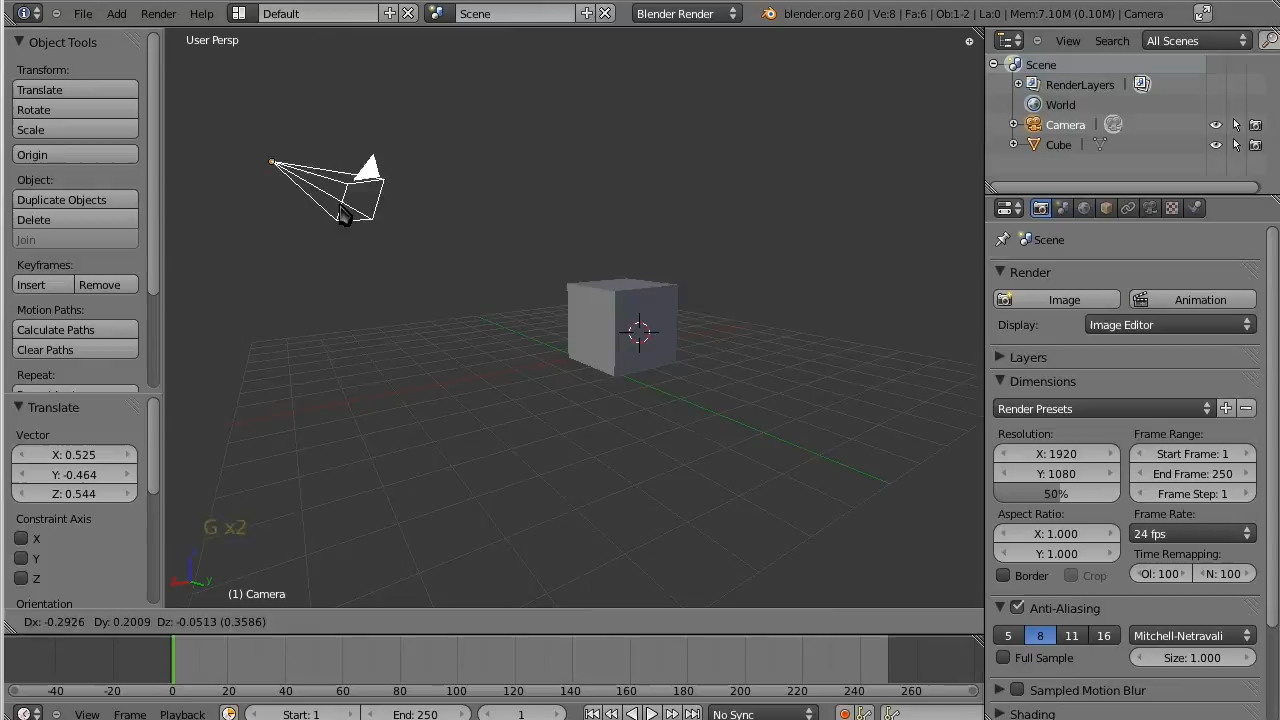 File Add Render Help Default Scene Blender Render blender.org 260 | Ve:8 | Fa:6 | Ob:1-2 | La:0 | Mem:7.10M (0.10M) | Camera
Object Tools
Transform:
Translate
Rotate
Scale
Origin
Object:
Duplicate Objects
Delete
Join
Keyframes:
Insert Remove
Motion Paths:
Calculate Paths
Clear Paths
Repeat:
Translate
Vector
X: 0.525
Y: -0.464
Z: 0.544
Constraint Axis
X
Y
Z
Orientation
User Persp
G x2
y
(1) Camera
Dx: -0.2926 Dy: 0.2009 Dz: -0.0513 (0.3586)
-40 -20 0 20 40 60 80 100 120 140 160 180 200 220 240 260
View Frame Playback Start: 1 End: 250 1 No Sync
View Search All Scenes
Scene
RenderLayers |
World
Camera |
Cube |
Scene
Render
Image Animation
Display: Image Editor
Layers
Dimensions
Render Presets
Resolution: Frame Range:
X: 1920 Start Frame: 1
Y: 1080 End Frame: 250
50% Frame Step: 1
Aspect Ratio: Frame Rate:
X: 1.000 24 fps
Y: 1.000 Time Remapping:
Border Crop Ol: 100 N: 100
Anti-Aliasing
5 8 11 16 Mitchell-Netravali
Full Sample Size: 1.000
Sampled Motion Blur
Shading